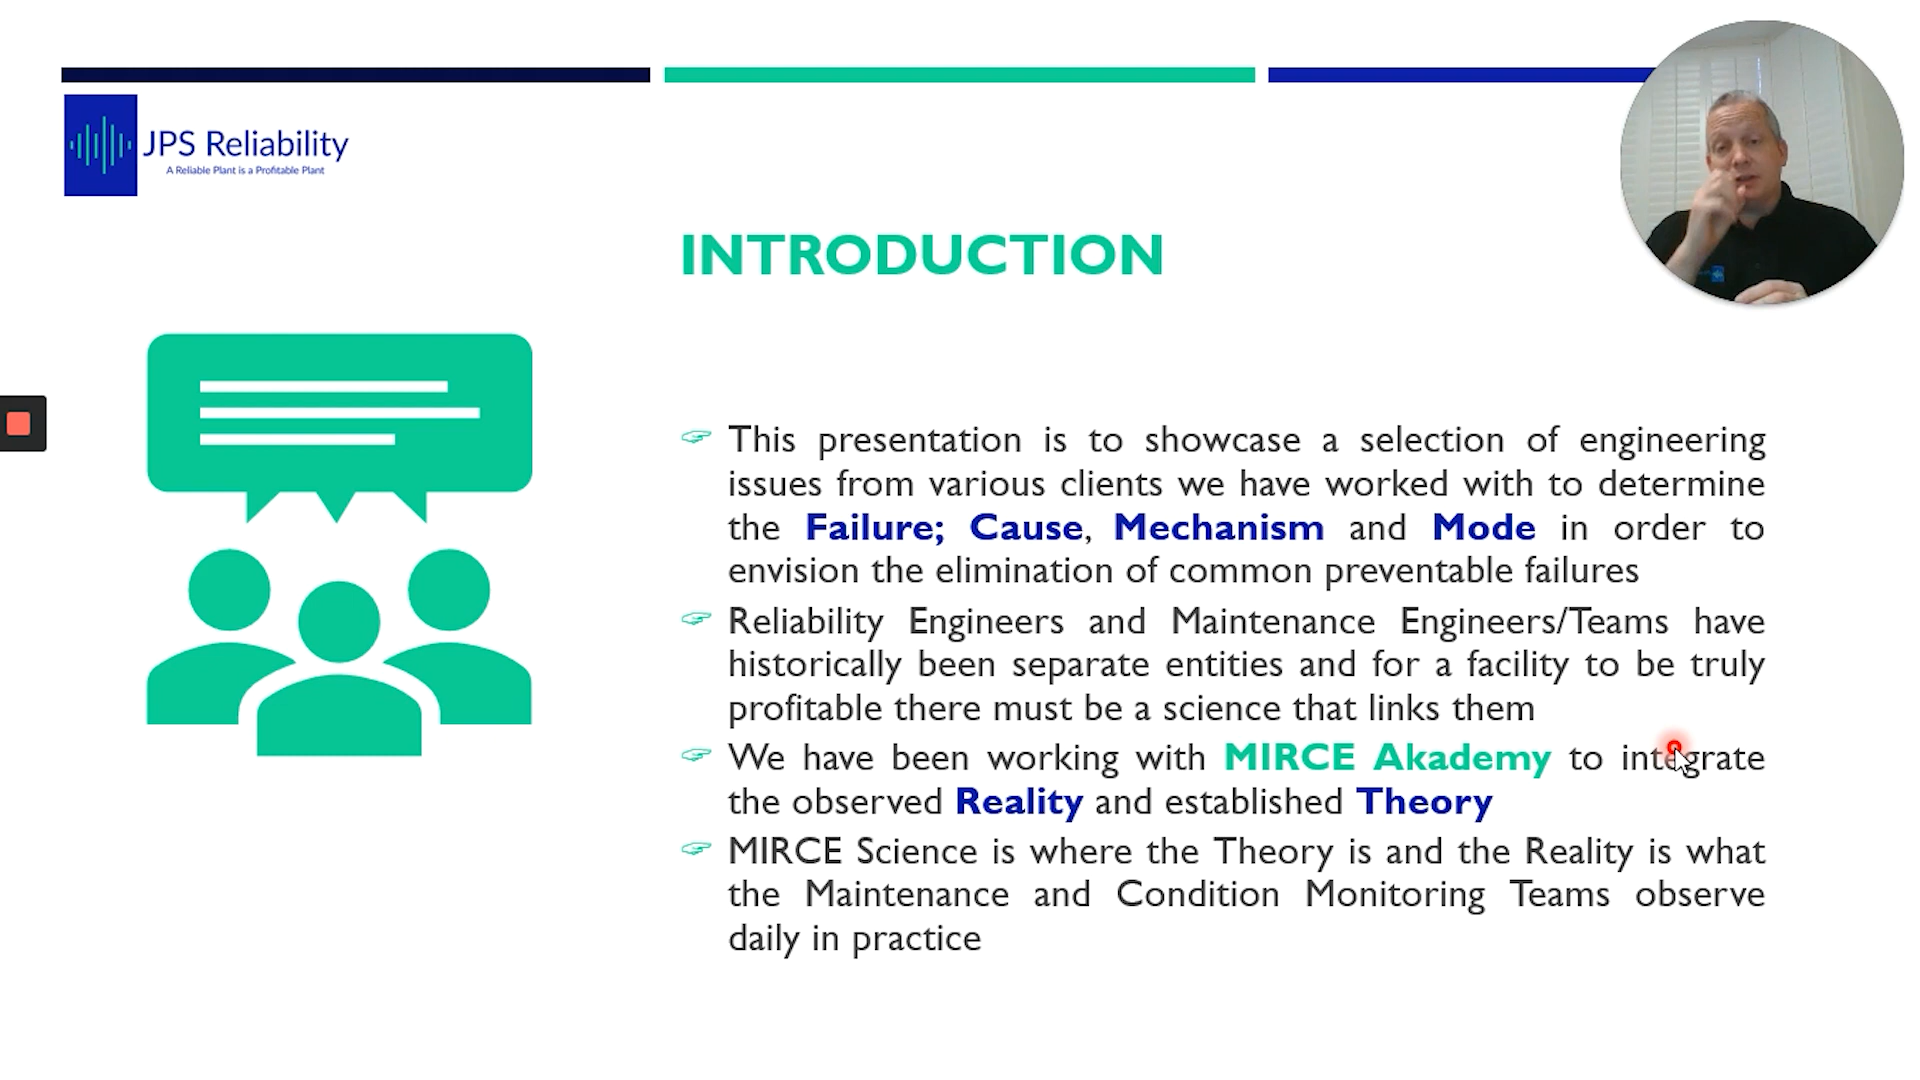 JPS Reliability
A Reliable Plant is a Profitable Plant
INTRODUCTION
This presentation is to showcase a selection of engineering
issues from various clients we have worked with to determine
the Failure; Cause, Mechanism and Mode in order to
envision the elimination of common preventable failures
Reliability Engineers and Maintenance Engineers/Teams have
historically been separate entities and for a facility to be truly
profitable there must be a science that links them
We have been working with MIRCE Akademy to integrate
the observed Reality and established Theory
MIRCE Science is where the Theory is and the Reality is what
the Maintenance and Condition Monitoring Teams observe
daily in practice